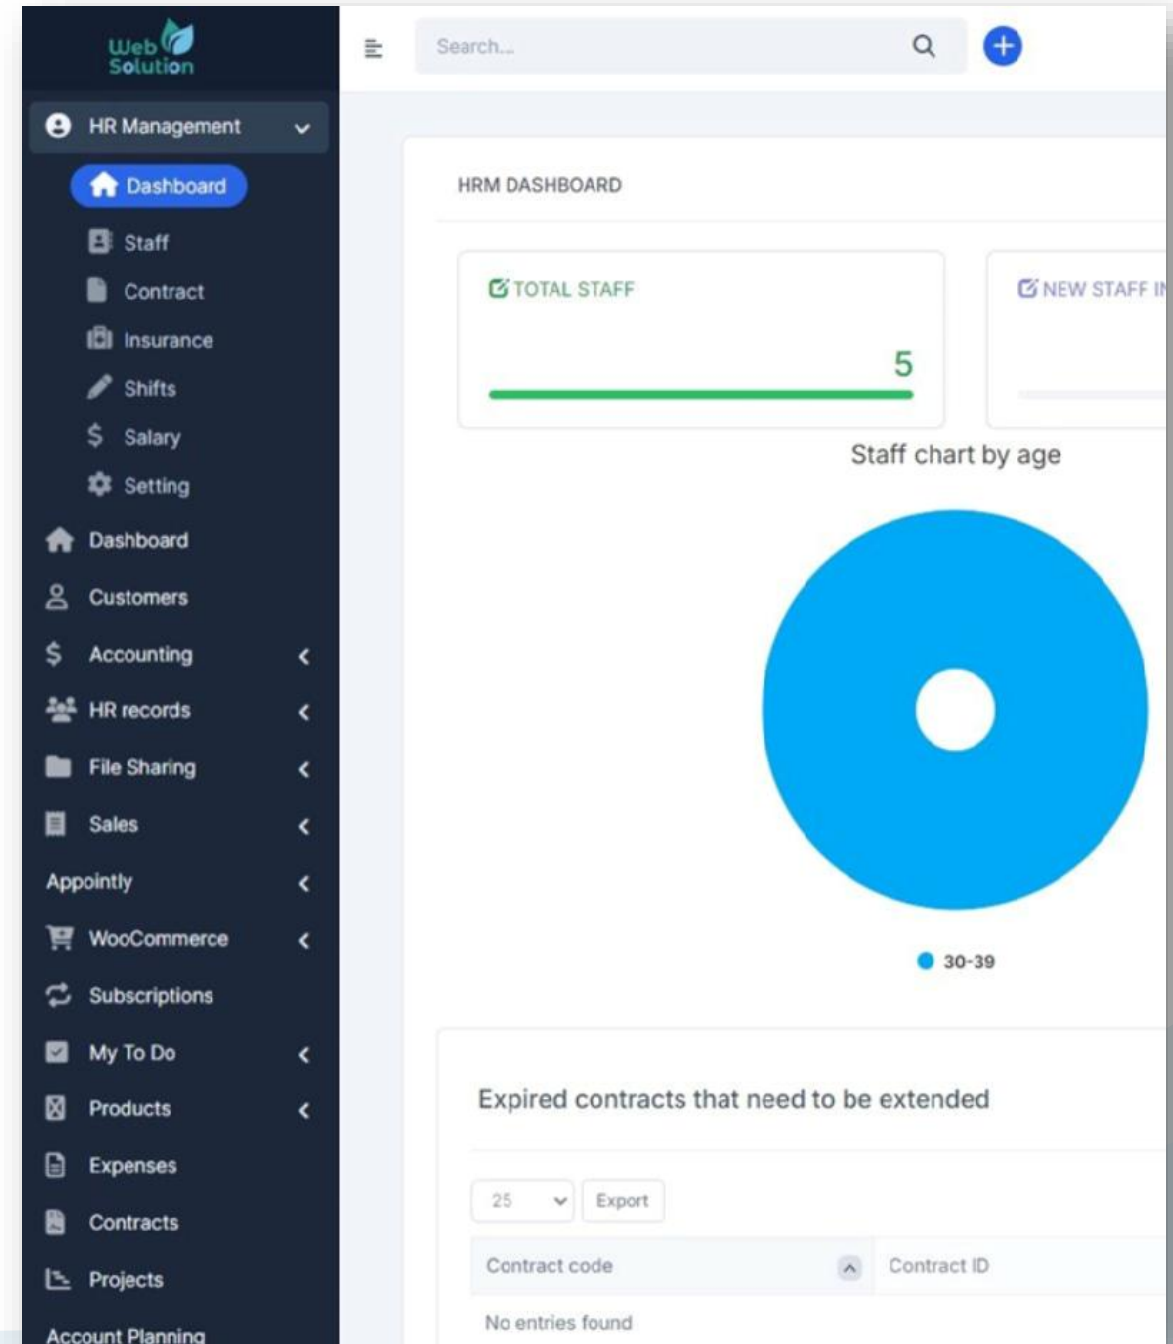 Web
Solution
Search...
HR Management
Dashboard
Staff
Contract
Insurance
Shifts
$ Salary
Setting
Dashboard
Customers
$ Accounting
HR records
File Sharing
Sales
Appointly
WooCommerce
Subscriptions
My To Do
Products
Expenses
Contracts
Projects
Account Planning
HRM DASHBOARD
TOTAL STAFF
5
NEW STAFF
Staff chart by age
30-39
Expired contracts that need to be extended
25
Export
Contract code
Contract ID
No entries found